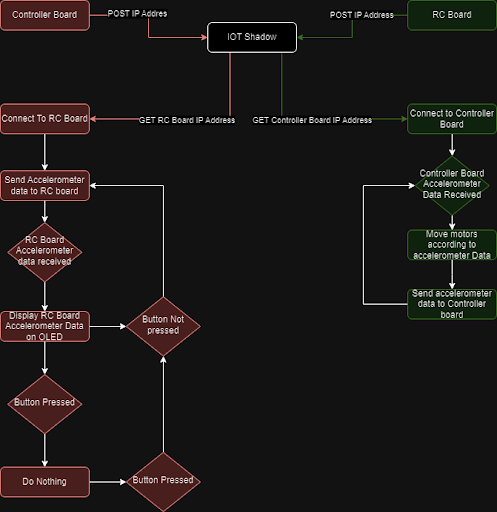 Controller Board
POST IP Addres
IOT Shadow
POST IP Address
RC Board
Connect To RC Board
GET RC Board IP Address
GET Controller Board IP Address
Connect to Controller
Board
Send Accelerometer
data to RC board
Controller Board
Accelerometer
Data Received
RC Board
Accelerometer
data received
Move motors
according to
accelerometer Data
Display RC Board
Accelerometer Data
on OLED
Button Not
pressed
Send accelerometer
data to Controller
board
Button Pressed
Do Nothing
Button Pressed